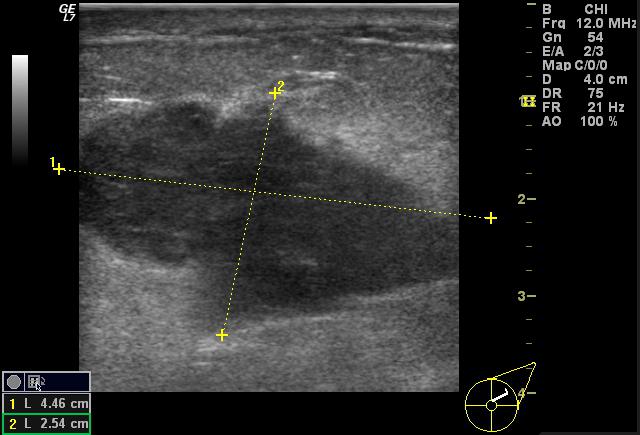 GE
L7
B CHI
Frq 12.0 MHz
Gn 54
E/A 2/3
Map C/0/0
D 4.0 cm
DR 75
FR 21 Hz
AO 100 %
2
1
2
3
4
1 L 4.46 cm
2 L 2.54 cm